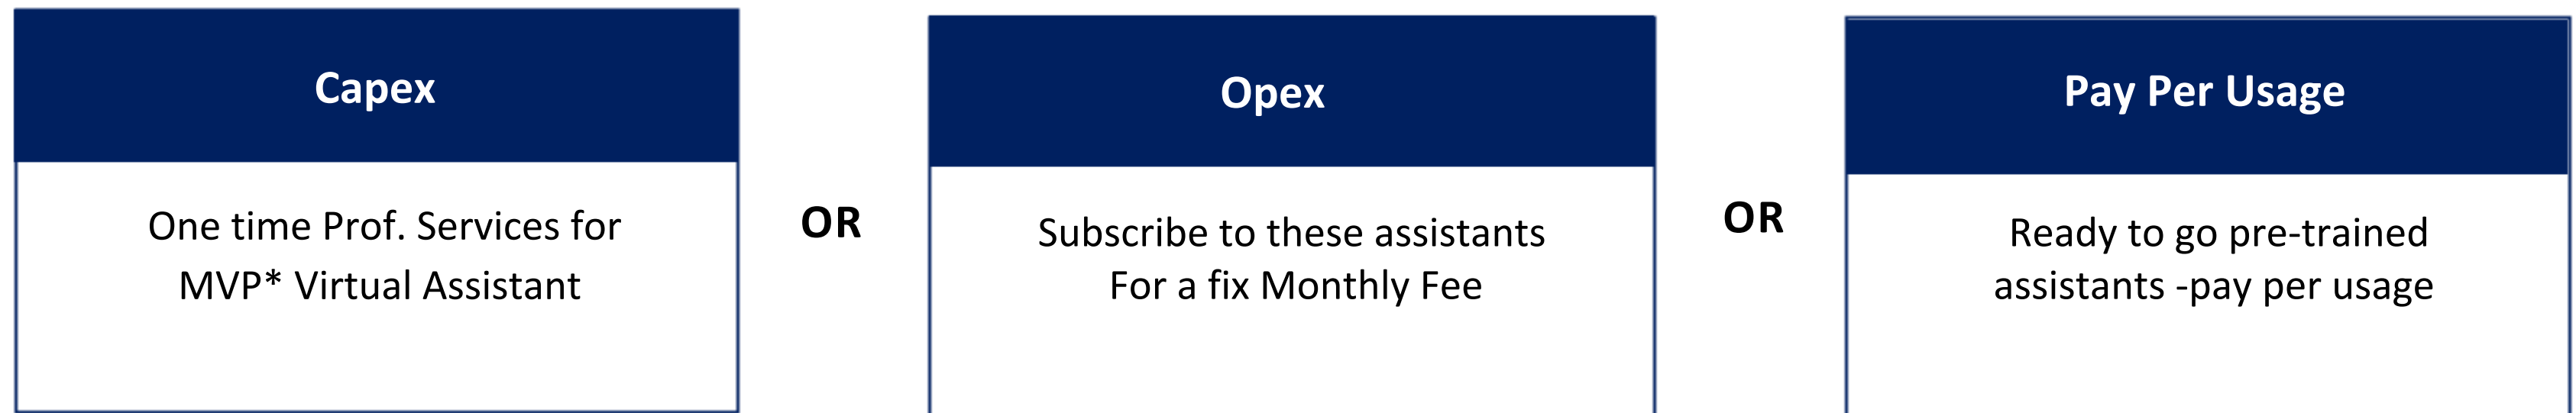 Capex
One time Prof. Services for
MVP* Virtual Assistant
OR
Opex
Subscribe to these assistants
For a fix Monthly Fee
OR
Pay Per Usage
Ready to go pre-trained
assistants -pay per usage